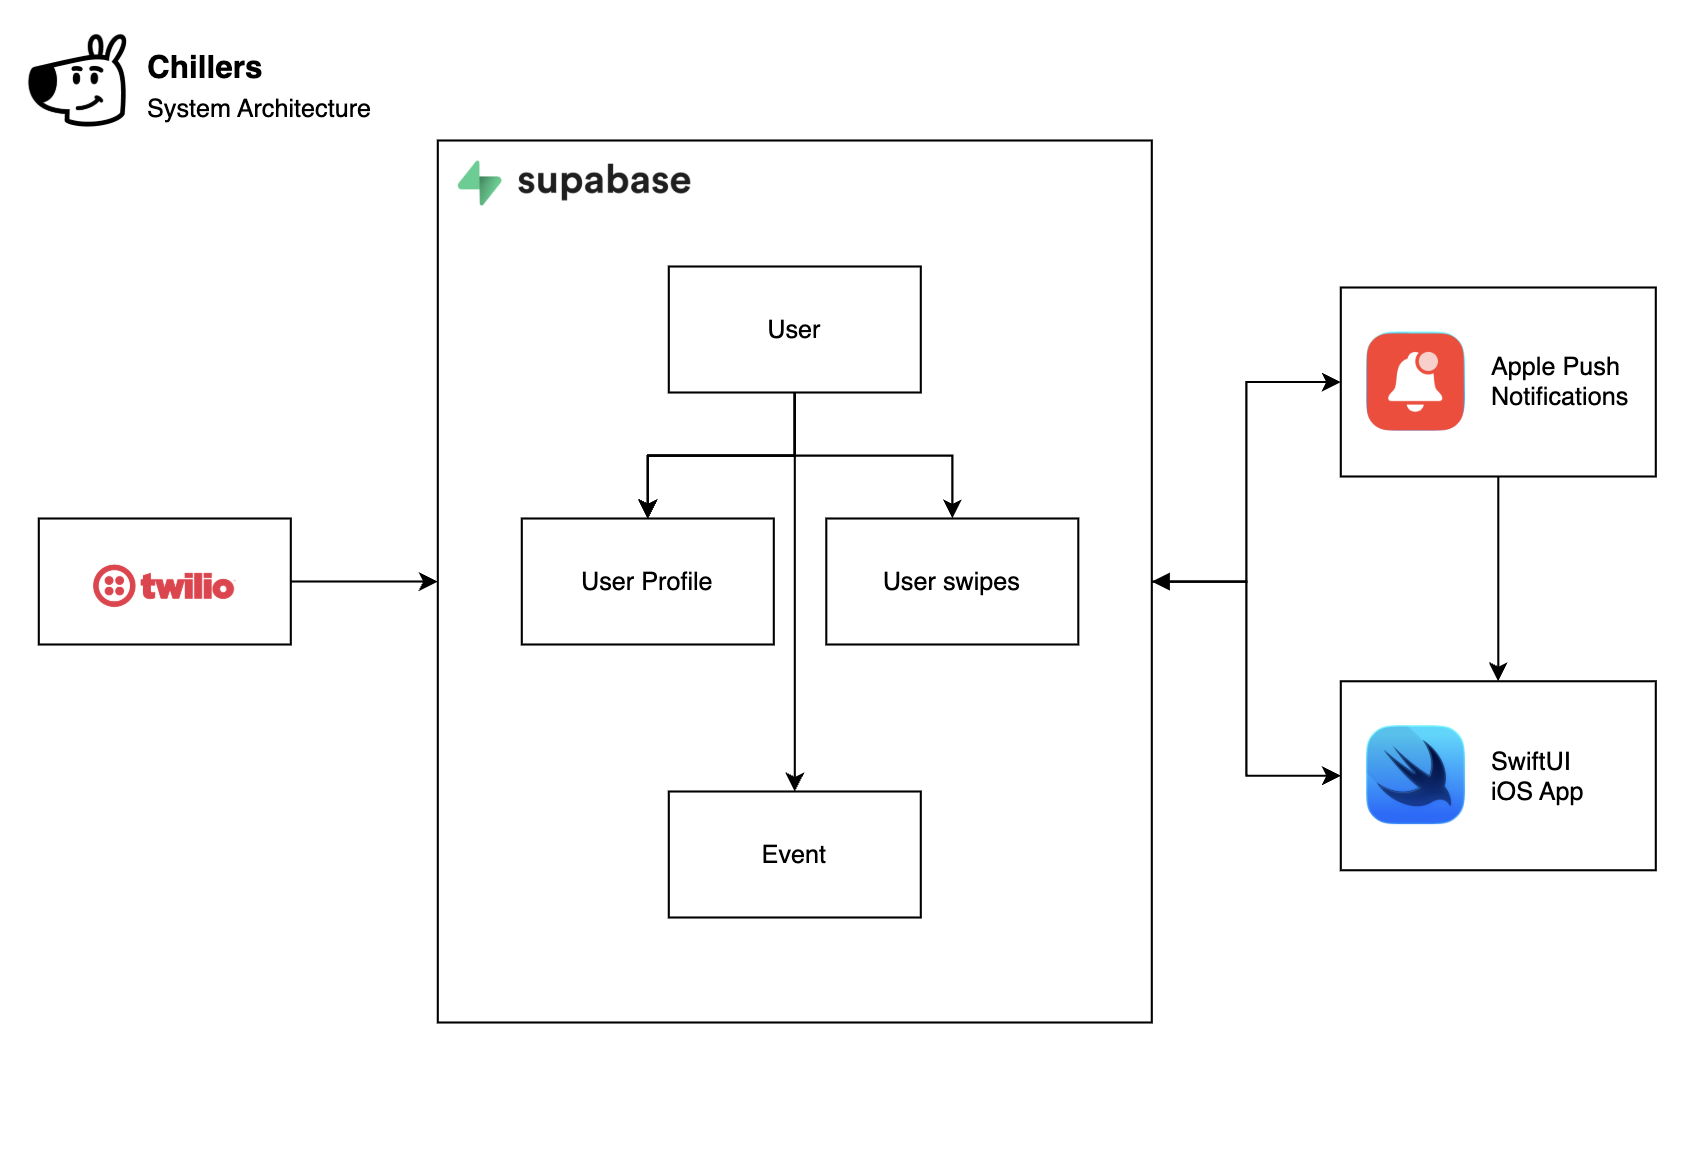 Chillers
System Architecture
supabase
User
User Profile
User swipes
twilio
Event
Apple Push
Notifications
SwiftUI
iOS App